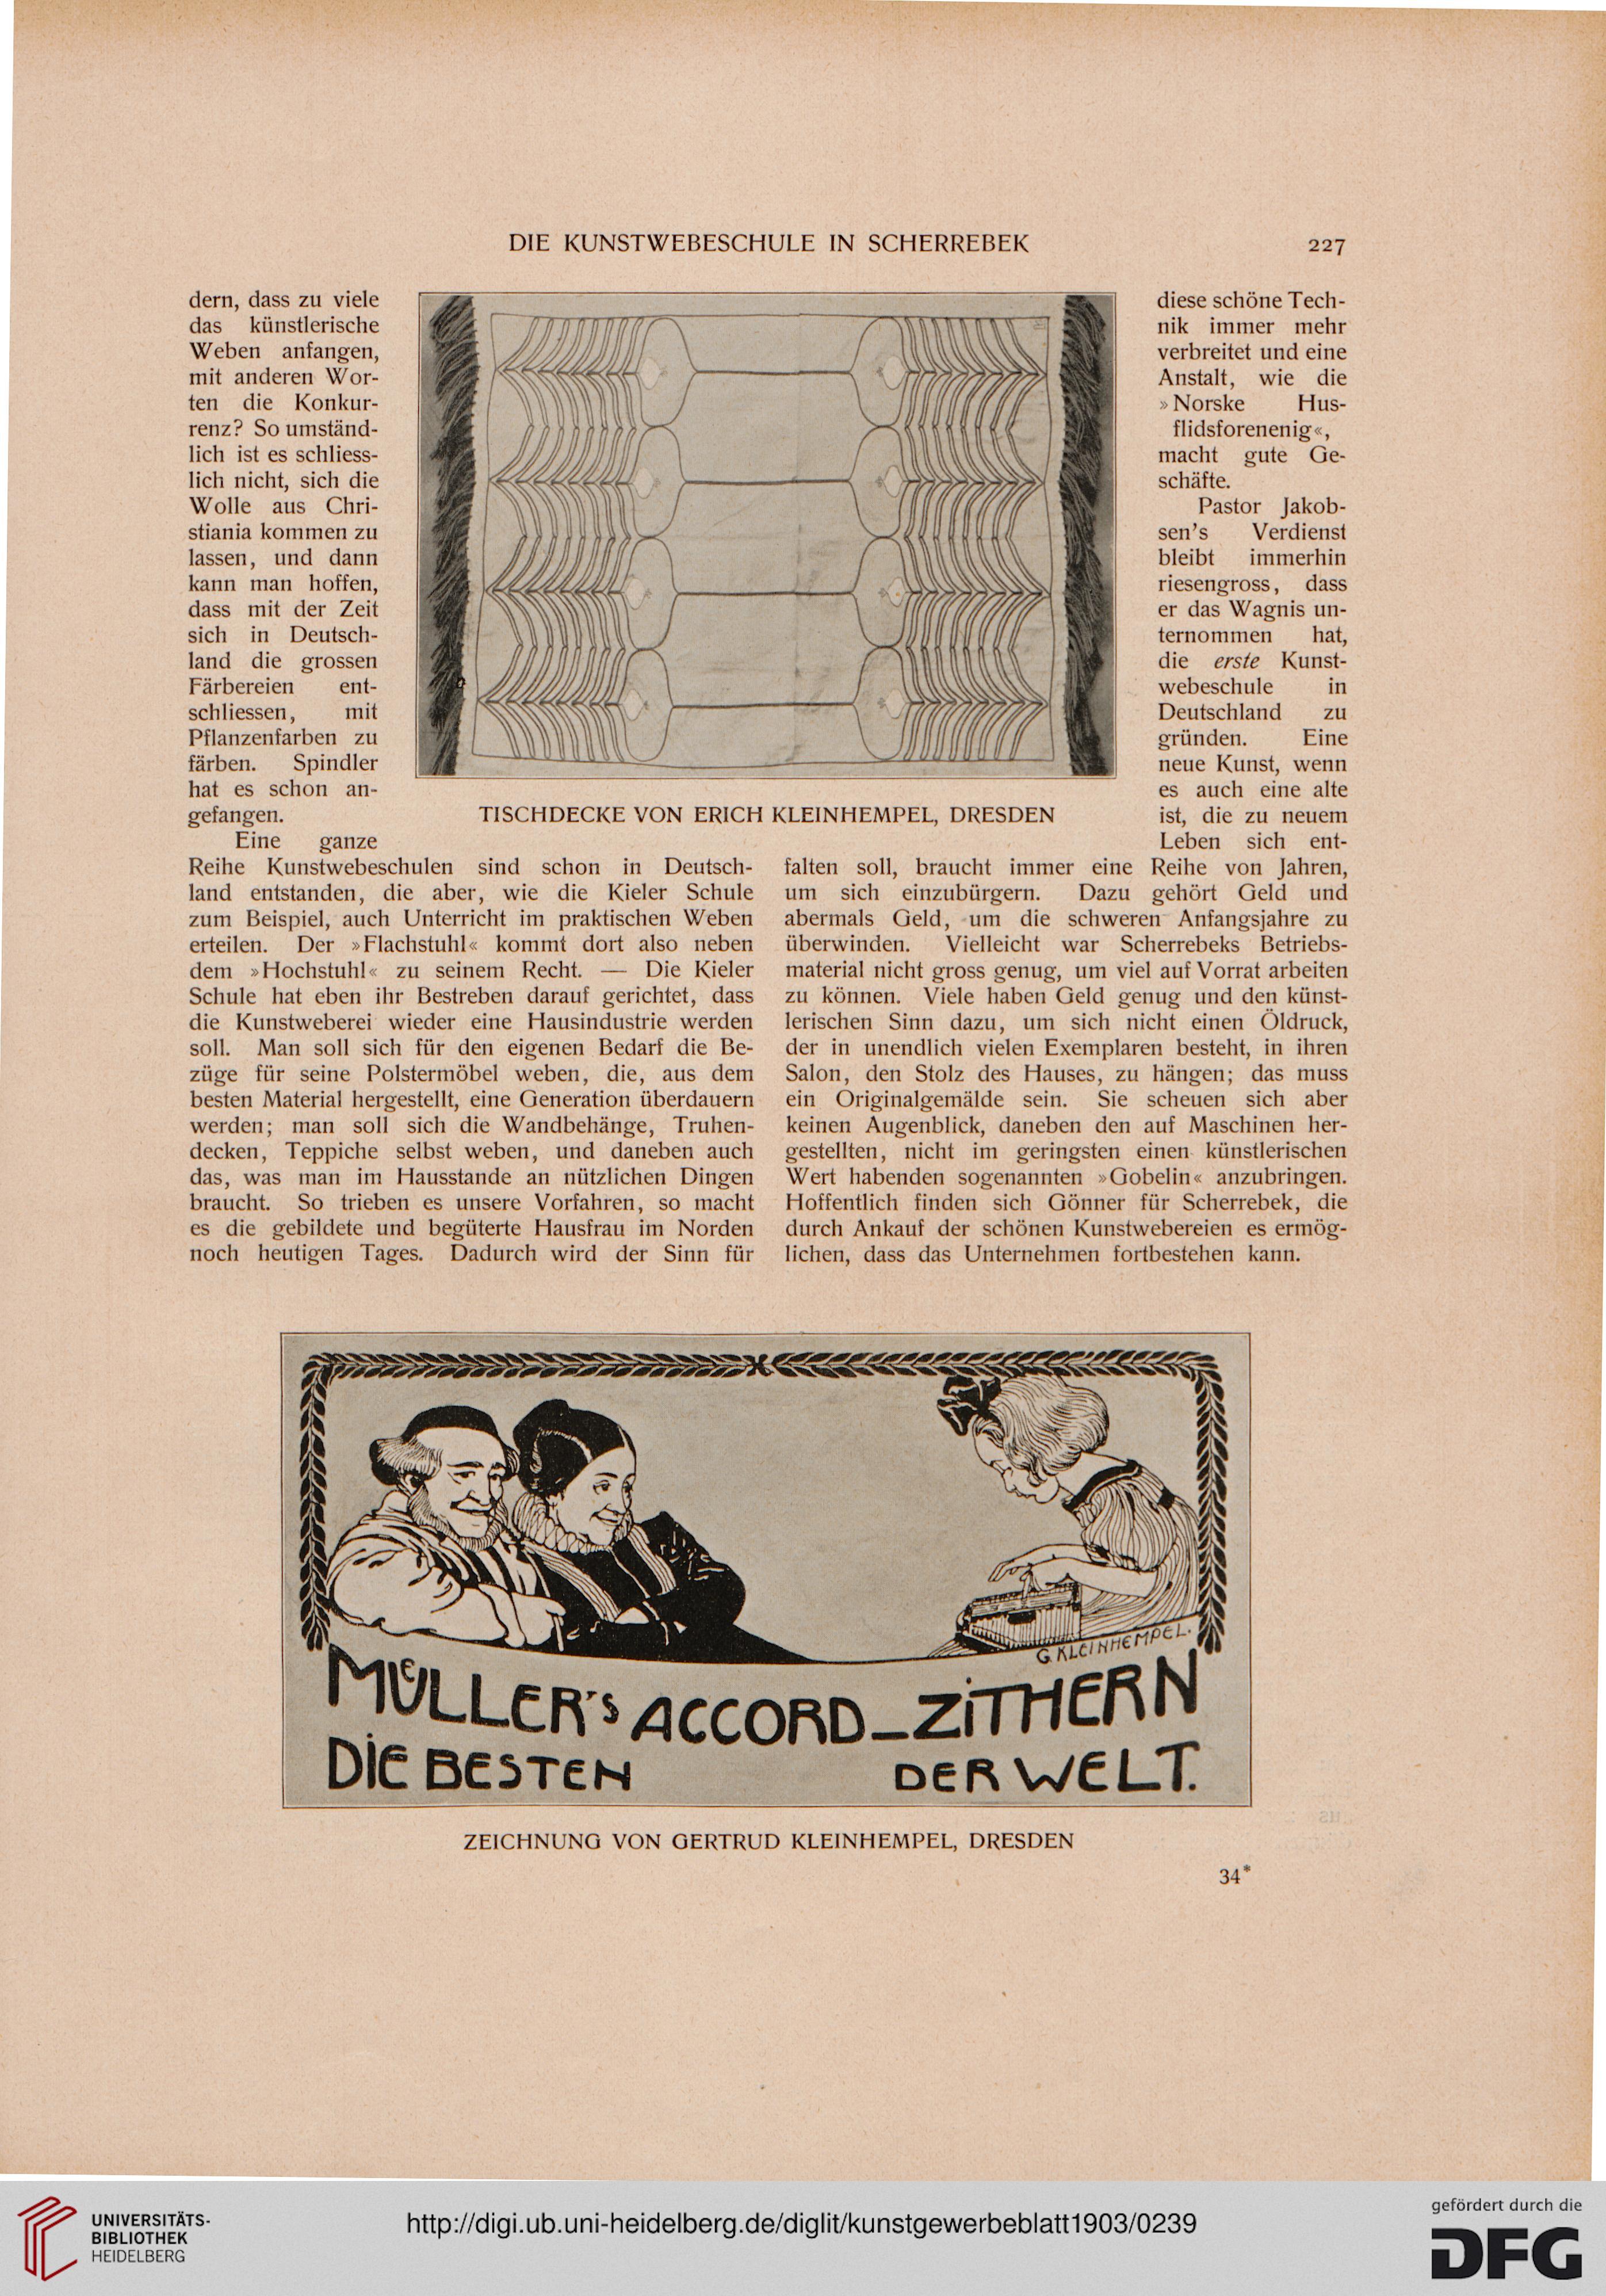 DIE KUNSTWEBESCHULE IN SCHERREBEK
227
dern, dass zu viele
das künstlerische
Weben anfangen,
mit anderen Wor-
ten die Konkur-
renz? So umständ-
lich ist es schliess-
lich nicht, sich die
Wolle aus Chri-
stiania kommen zu
lassen, und dann
kann man hoffen,
dass mit der Zeit
sich in Deutsch-
land die grossen
Färbereien ent-
schliessen, mit
Pflanzenfarben zu
färben. Spindler
hat es schon an-
gefangen.
Eine ganze
Reihe Kunstwebeschulen sind schon in Deutsch-
land entstanden, die aber, wie die Kieler Schule
zum Beispiel, auch Unterricht im praktischen Weben
erteilen. Der »Flachstuhl« kommt dort also neben
dem »Hochstuhl« zu seinem Recht. — Die Kieler
Schule hat eben ihr Bestreben darauf gerichtet, dass
die Kunstweberei wieder eine Hausindustrie werden
soll. Man soll sich für den eigenen Bedarf die Be-
züge für seine Polstermöbel weben, die, aus dem
besten Material hergestellt, eine Generation überdauern
werden; man soll sich die Wandbehänge, Truhen-
decken, Teppiche selbst weben, und daneben auch
das, was man im Hausstande an nützlichen Dingen
braucht. So trieben es unsere Vorfahren, so macht
es die gebildete und begüterte Hausfrau im Norden
noch heutigen Tages. Dadurch wird der Sinn für
TISCHDECKE VON ERICH KLEINHEMPEL, DRESDEN
diese schöne Tech-
nik immer mehr
verbreitet und eine
Anstalt, wie die
»Norske Hus-
flidsforenenig«,
macht gute Ge-
schäfte.
Pastor Jakob-
sen's Verdienst
bleibt immerhin
riesengross, dass
er das Wagnis un-
ternommen hat,
die erste Kunst-
webeschule in
Deutschland zu
gründen. Eine
neue Kunst, wenn
es auch eine alte
ist, die zu neuem
Leben sich ent-
falten soll, braucht immer eine Reihe von Jahren,
um sich einzubürgern. Dazu gehört Geld und
abermals Geld, um die schweren Anfangsjahre zu
überwinden. Vielleicht war Scherrebeks Betriebs-
material nicht gross genug, um viel auf Vorrat arbeiten
zu können. Viele haben Geld genug und den künst-
lerischen Sinn dazu, um sich nicht einen Öldruck,
der in unendlich vielen Exemplaren besteht, in ihren
Salon, den Stolz des Hauses, zu hängen; das muss
ein Originalgemälde sein. Sie scheuen sich aber
keinen Augenblick, daneben den auf Maschinen her-
gestellten, nicht im geringsten einen künstlerischen
Wert habenden sogenannten »Gobelin« anzubringen.
Hoffentlich finden sich Gönner für Scherrebek, die
durch Ankauf der schönen Kunstwebereien es ermög-
lichen, dass das Unternehmen fortbestehen kann.
G. KLEINHEMPEL.
MÜLLER'S ACCORD-ZITHERN
DIE BESTEN DER WELT.
ZEICHNUNG VON GERTRUD KLEINHEMPEL, DRESDEN
34*
UNIVERSITÄTS-
BIBLIOTHEK
HEIDELBERG
http://digi.ub.uni-heidelberg.de/diglit/kunstgewerbeblatt1903/0239
gefördert durch die
DFG